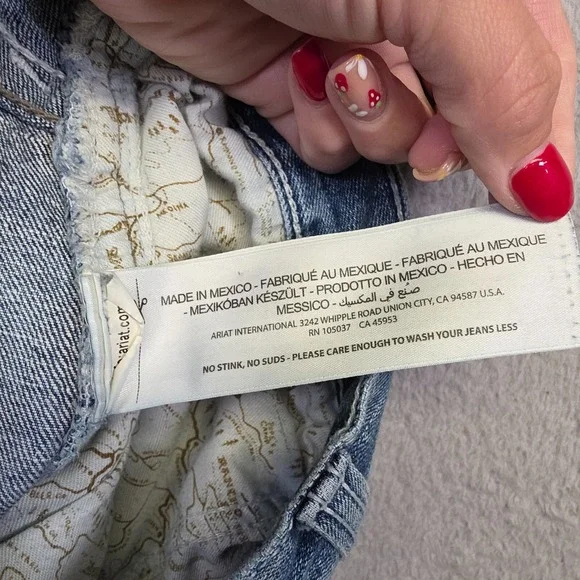 MADE IN MEXICO - FABRIQUÉ AU MEXIQUE - FABRIQUÉ AU MEXIQUE
- MEXIKÓBAN KÉSZÜLT - PRODOTTO IN MEXICO - HECHO EN
MESSICO - صنع في المكسيك
ARIAT INTERNATIONAL 3242 WHIPPLE ROAD UNION CITY, CA 94587 U.S.A.
RN 105037 CA 45953
NO STINK, NO SUDS - PLEASE CARE ENOUGH TO WASH YOUR JEANS LESS
ariat.co